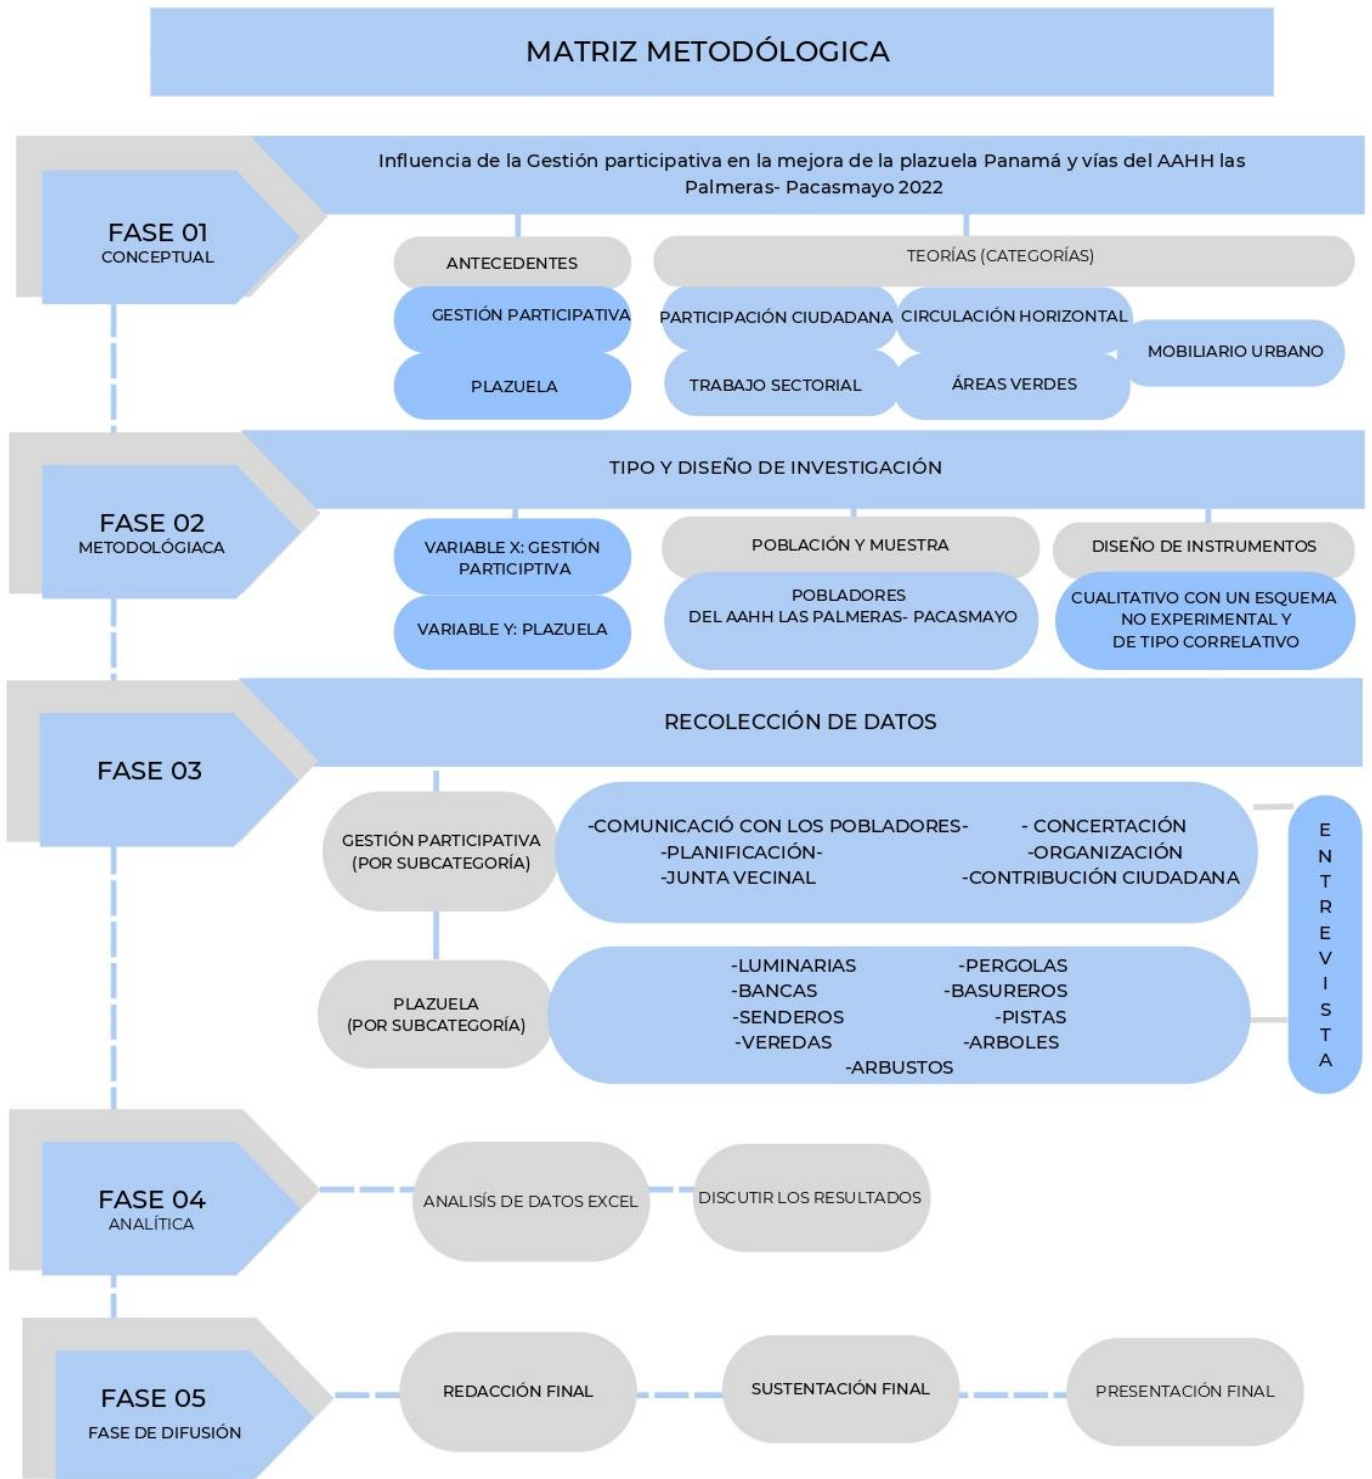 MATRIZ METODÓLOGICA
Influencia de la Gestión participativa en la mejora de la plazuela Panamá y vías del AAHH las
Palmeras- Pacasmayo 2022
FASE 01
CONCEPTUAL
ANTECEDENTES
GESTIÓN PARTICIPATIVA
PLAZUELA
TEORÍAS (CATEGORÍAS)
PARTICIPACIÓN CIUDADANA
CIRCULACIÓN HORIZONTAL
MOBILIARIO URBANO
TRABAJO SECTORIAL
ÁREAS VERDES
TIPO Y DISEÑO DE INVESTIGACIÓN
FASE 02
METODOLÓGIACA
VARIABLE X: GESTIÓN
PARTICIPTIVA
VARIABLE Y: PLAZUELA
POBLACIÓN Y MUESTRA
POBLADORES
DEL AAHH LAS PALMERAS- PACASMAYO
DISEÑO DE INSTRUMENTOS
CUALITATIVO CON UN ESQUEMA
NO EXPERIMENTAL Y
DE TIPO CORRELATIVO
RECOLECCIÓN DE DATOS
FASE 03
GESTIÓN PARTICIPATIVA
(POR SUBCATEGORÍA)
-COMUNICACIÓ CON LOS POBLADORES- - CONCERTACIÓN
-PLANIFICACIÓN- -ORGANIZACIÓN
-JUNTA VECINAL -CONTRIBUCIÓN CIUDADANA
PLAZUELA
(POR SUBCATEGORÍA)
-LUMINARIAS -PERGOLAS
-BANCAS -BASUREROS
-SENDEROS -PISTAS
-VEREDAS -ARBOLES
-ARBUSTOS
ENTREVISTA
FASE 04
ANALÍTICA
ANALISÍS DE DATOS EXCEL
DISCUTIR LOS RESULTADOS
FASE 05
FASE DE DIFUSIÓN
REDACCIÓN FINAL
SUSTENTACIÓN FINAL
PRESENTACIÓN FINAL